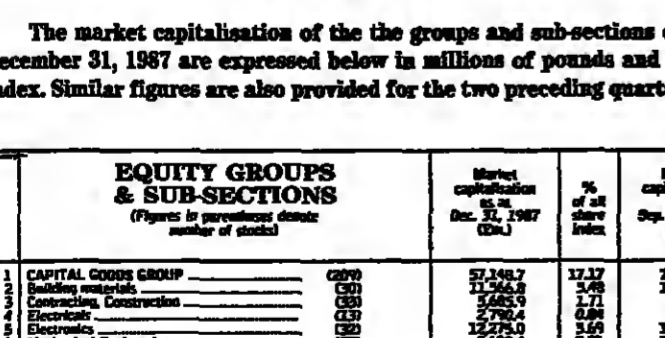 The market capitalisation of the the groups and sub-sections
ecember 31, 1987 are expressed below in millions of pounds and
ndex. Similar figures are also provided for the two preceding quart
EQUITY GROUPS
& SUB-SECTIONS
(Figures in parentheses denote
number of stocks)
Market
capitalisation
as at
Dec. 31, 1987
(£m.)
%
of all
share
index
1 CAPITAL GOODS GROUP (209) 57,148.7 17.17
2 Building materials (30) 11,566.8 3.48
3 Contracting, Construction (33) 5,685.9 1.71
4 Electricals (13) 2,790.4 0.84
5 Electronics (32) 12,275.0 3.69